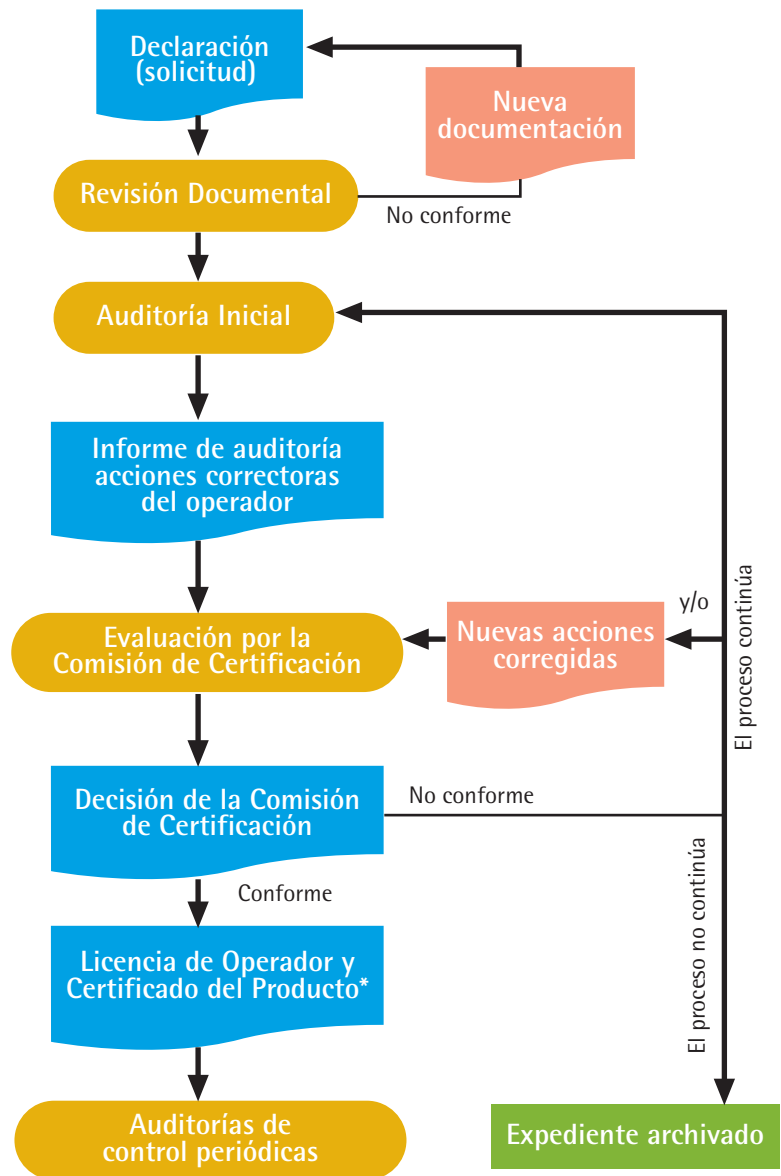 Declaración
(solicitud)
Nueva
documentación
Revisión Documental
No conforme
Auditoría Inicial
Informe de auditoría
acciones correctoras
del operador
El proceso continúa
y/o
Evaluación por la
Comisión de Certificación
Nuevas acciones
corregidas
Decisión de la Comisión
de Certificación
No conforme
Conforme
El proceso no continúa
Licencia de Operador y
Certificado del Producto*
Auditorías de
control periódicas
Expediente archivado